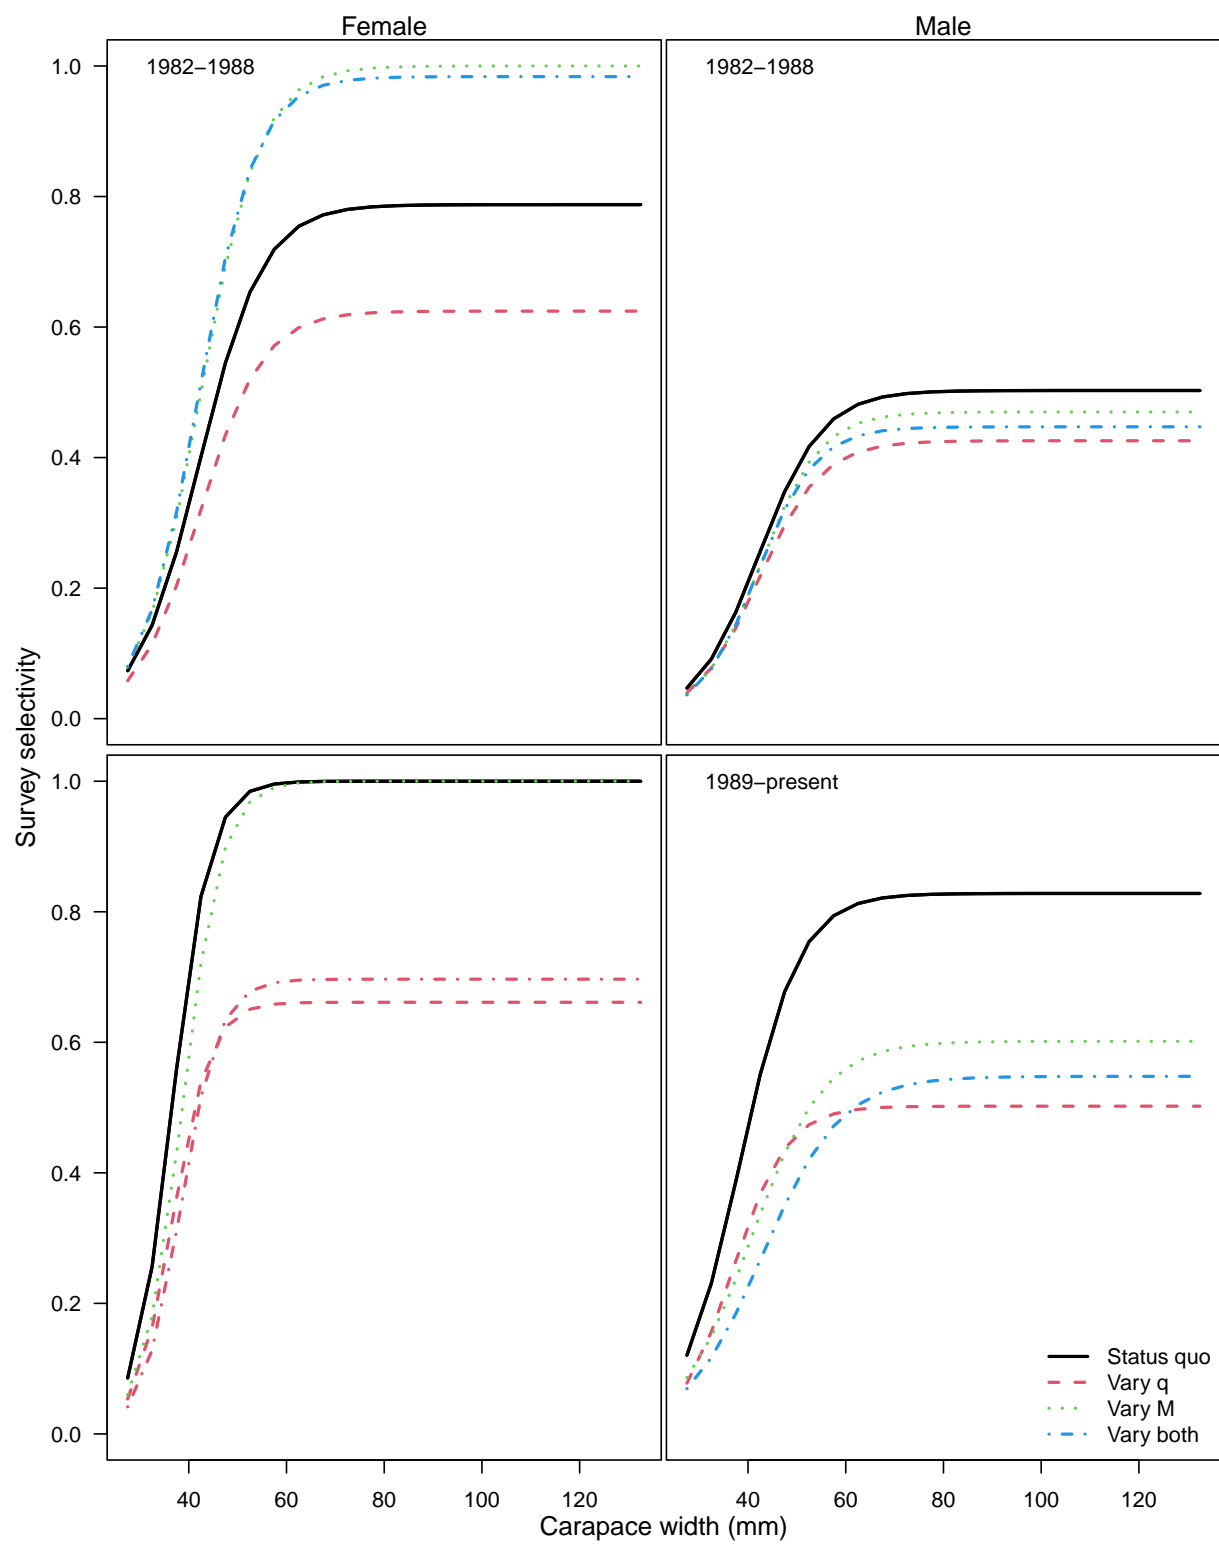 Female
Male
1982–1988
1982–1988
1.0
0.8
0.6
0.4
0.2
0.0
Survey selectivity
1989–present
1.0
0.8
0.6
0.4
0.2
0.0
Status quo
Vary q
Vary M
Vary both
40 60 80 100 120
40 60 80 100 120
Carapace width (mm)